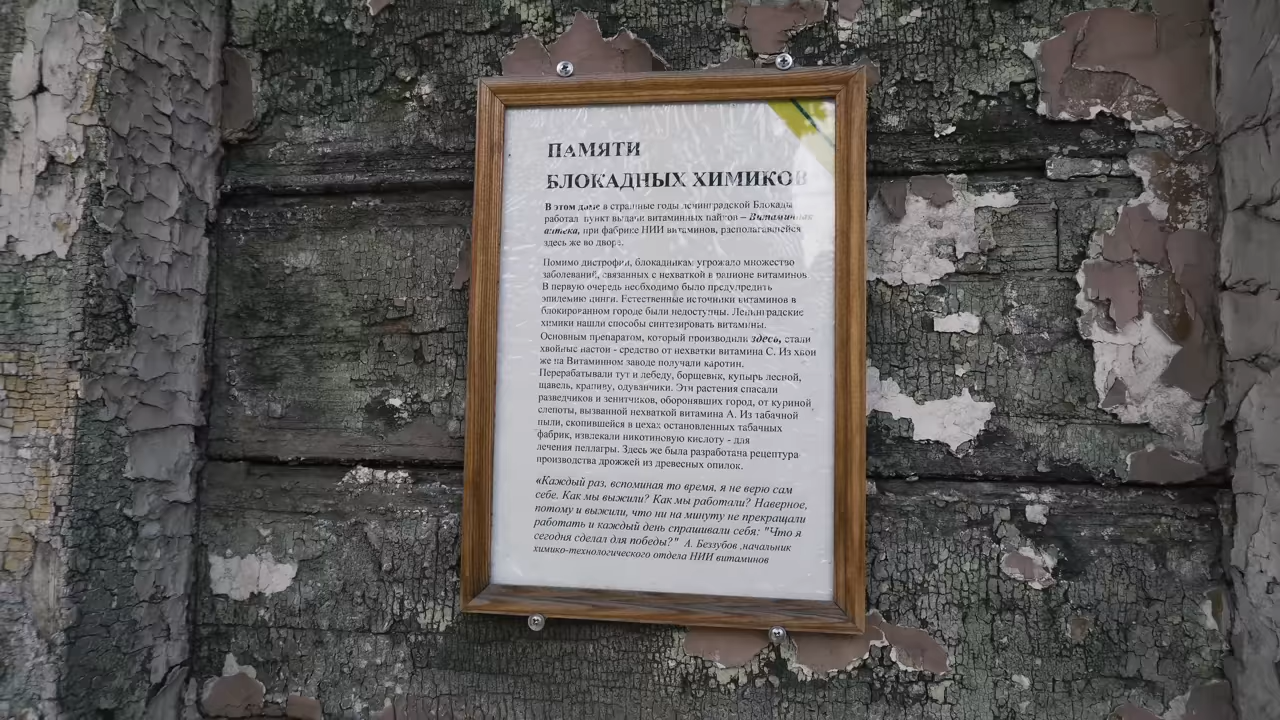 ПАМЯТИ
БЛОКАДНЫХ ХИМИКОВ
В этом доме в страшные годы ленинградской Блокады
работал пункт выдачи витаминных пайков – Витаминная
аптека, при фабрике НИИ витаминов, располагавшейся
здесь же во дворе.
Помимо дистрофии, блокадникам угрожало множество
заболеваний, связанных с нехваткой в рационе витаминов
В первую очередь необходимо было предупредить
эпидемию цинги. Естественные источники витаминов в
блокированном городе были недоступны. Ленинградские
химики нашли способы синтезировать витамины.
Основным препаратом, который производили здесь, стали
хвойные настои - средство от нехватки витамина С. Из хвои
же на Витаминном заводе получали каротин.
Перерабатывали тут и лебеду, борщевик, купырь лесной,
щавель, крапиву, одуванчики. Эти растения спасали
разведчиков и зенитчиков, оборонявших город, от куриной
слепоты, вызванной нехваткой витамина А. Из табачной
пыли, скопившейся в цехах остановленных табачных
фабрик, извлекали никотиновую кислоту - для
лечения пеллагры. Здесь же была разработана рецептура
производства дрожжей из древесных опилок.
«Каждый раз, вспоминая то время, я не верю сам
себе. Как мы выжили? Как мы работали? Наверное,
потому и выжили, что ни на минуту не прекращали
работать и каждый день спрашивали себя: "Что я
сегодня сделал для победы?" А. Беззубов ,начальник
химико-технологического отдела НИИ витаминов